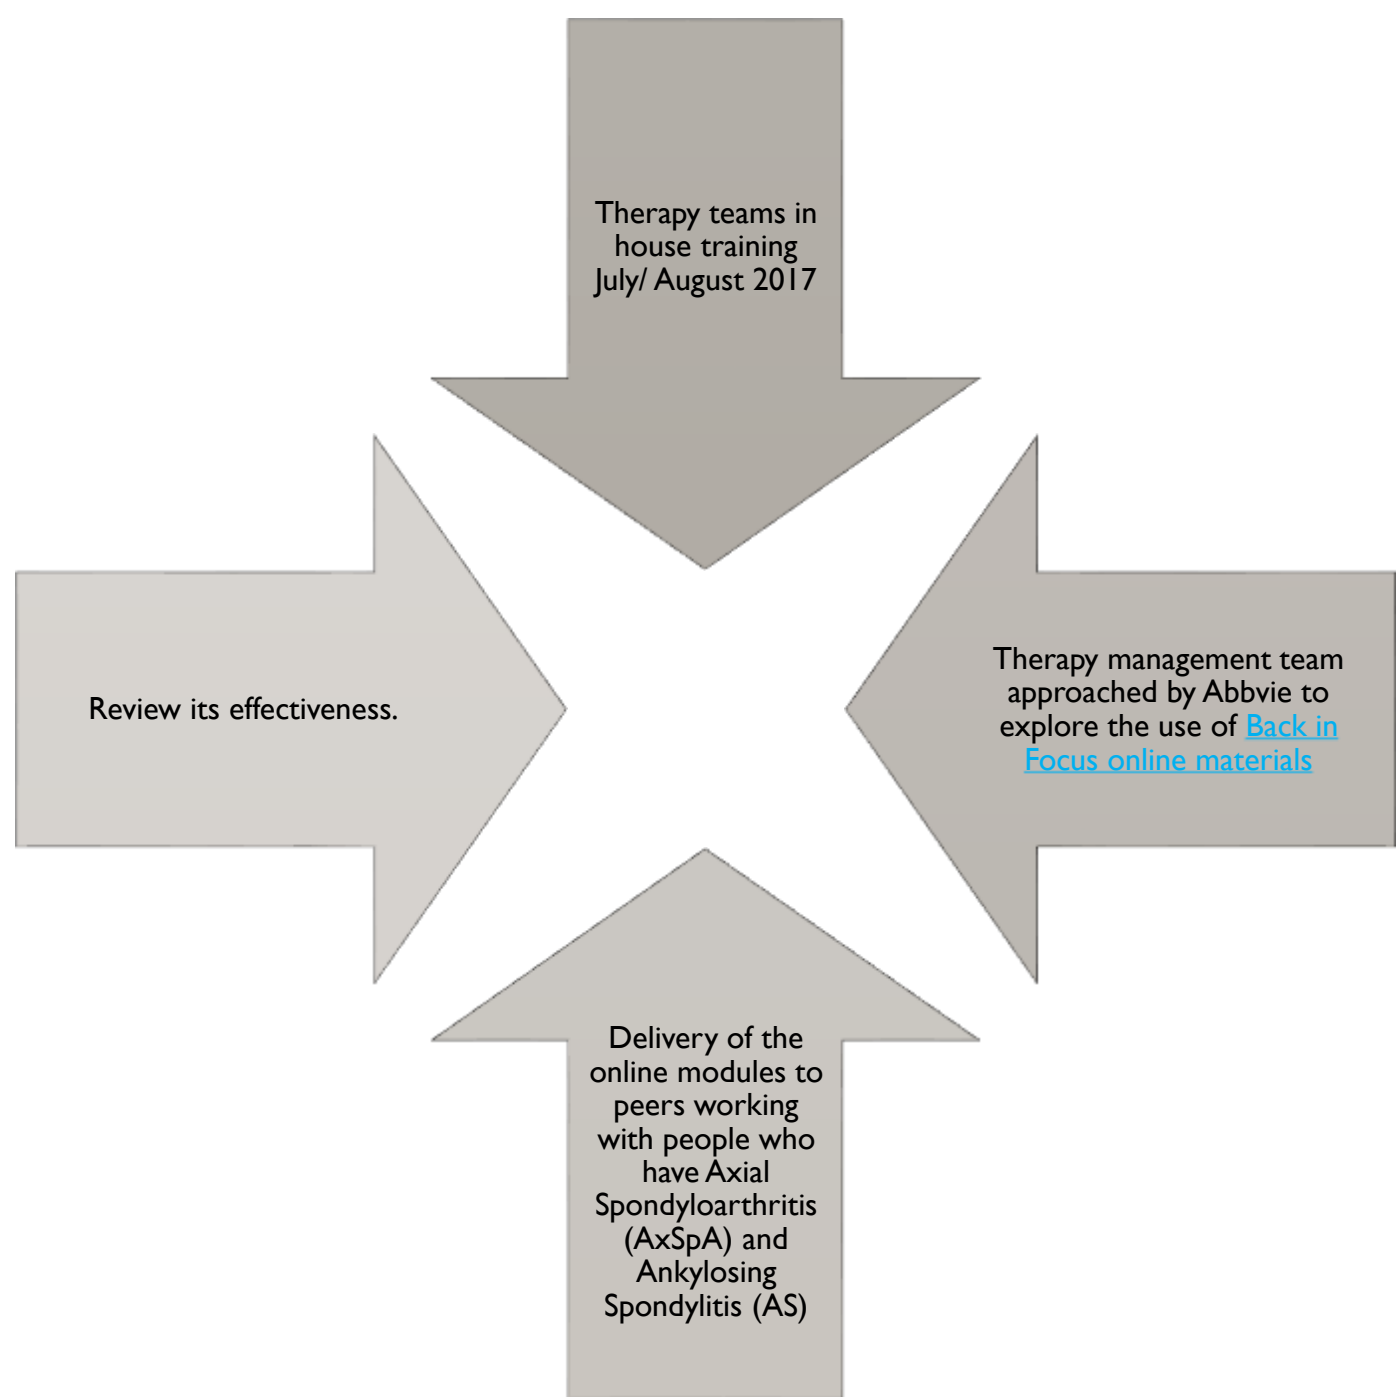 Therapy teams in
house training
July/ August 2017
Therapy management team
approached by Abbvie to
explore the use of Back in
Focus online materials
Delivery of the
online modules to
peers working
with people who
have Axial
Spondyloarthritis
(AxSpA) and
Ankylosing
Spondylitis (AS)
Review its effectiveness.